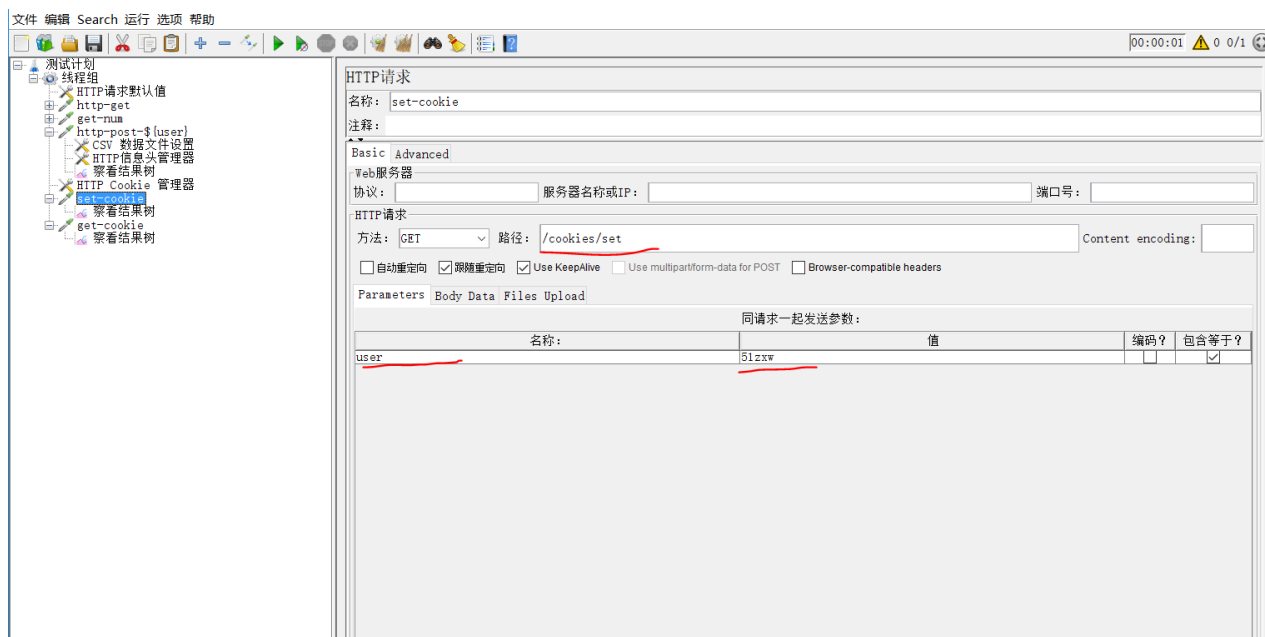 文件 编辑 Search 运行 选项 帮助
00:00:01 0 0/1
测试计划
线程组
HTTP请求默认值
http-get
get-num
http-post-${user}
CSV 数据文件设置
HTTP信息头管理器
察看结果树
HTTP Cookie 管理器
set-cookie
察看结果树
get-cookie
察看结果树
HTTP请求
名称： set-cookie
注释：
Basic Advanced
Web服务器
协议： 服务器名称或IP： 端口号：
HTTP请求
方法： GET 路径： /cookies/set Content encoding:
自动重定向 跟随重定向 Use KeepAlive Use multipart/form-data for POST Browser-compatible headers
Parameters Body Data Files Upload
同请求一起发送参数：
名称： 值 编码？ 包含等于？
user 51zxw